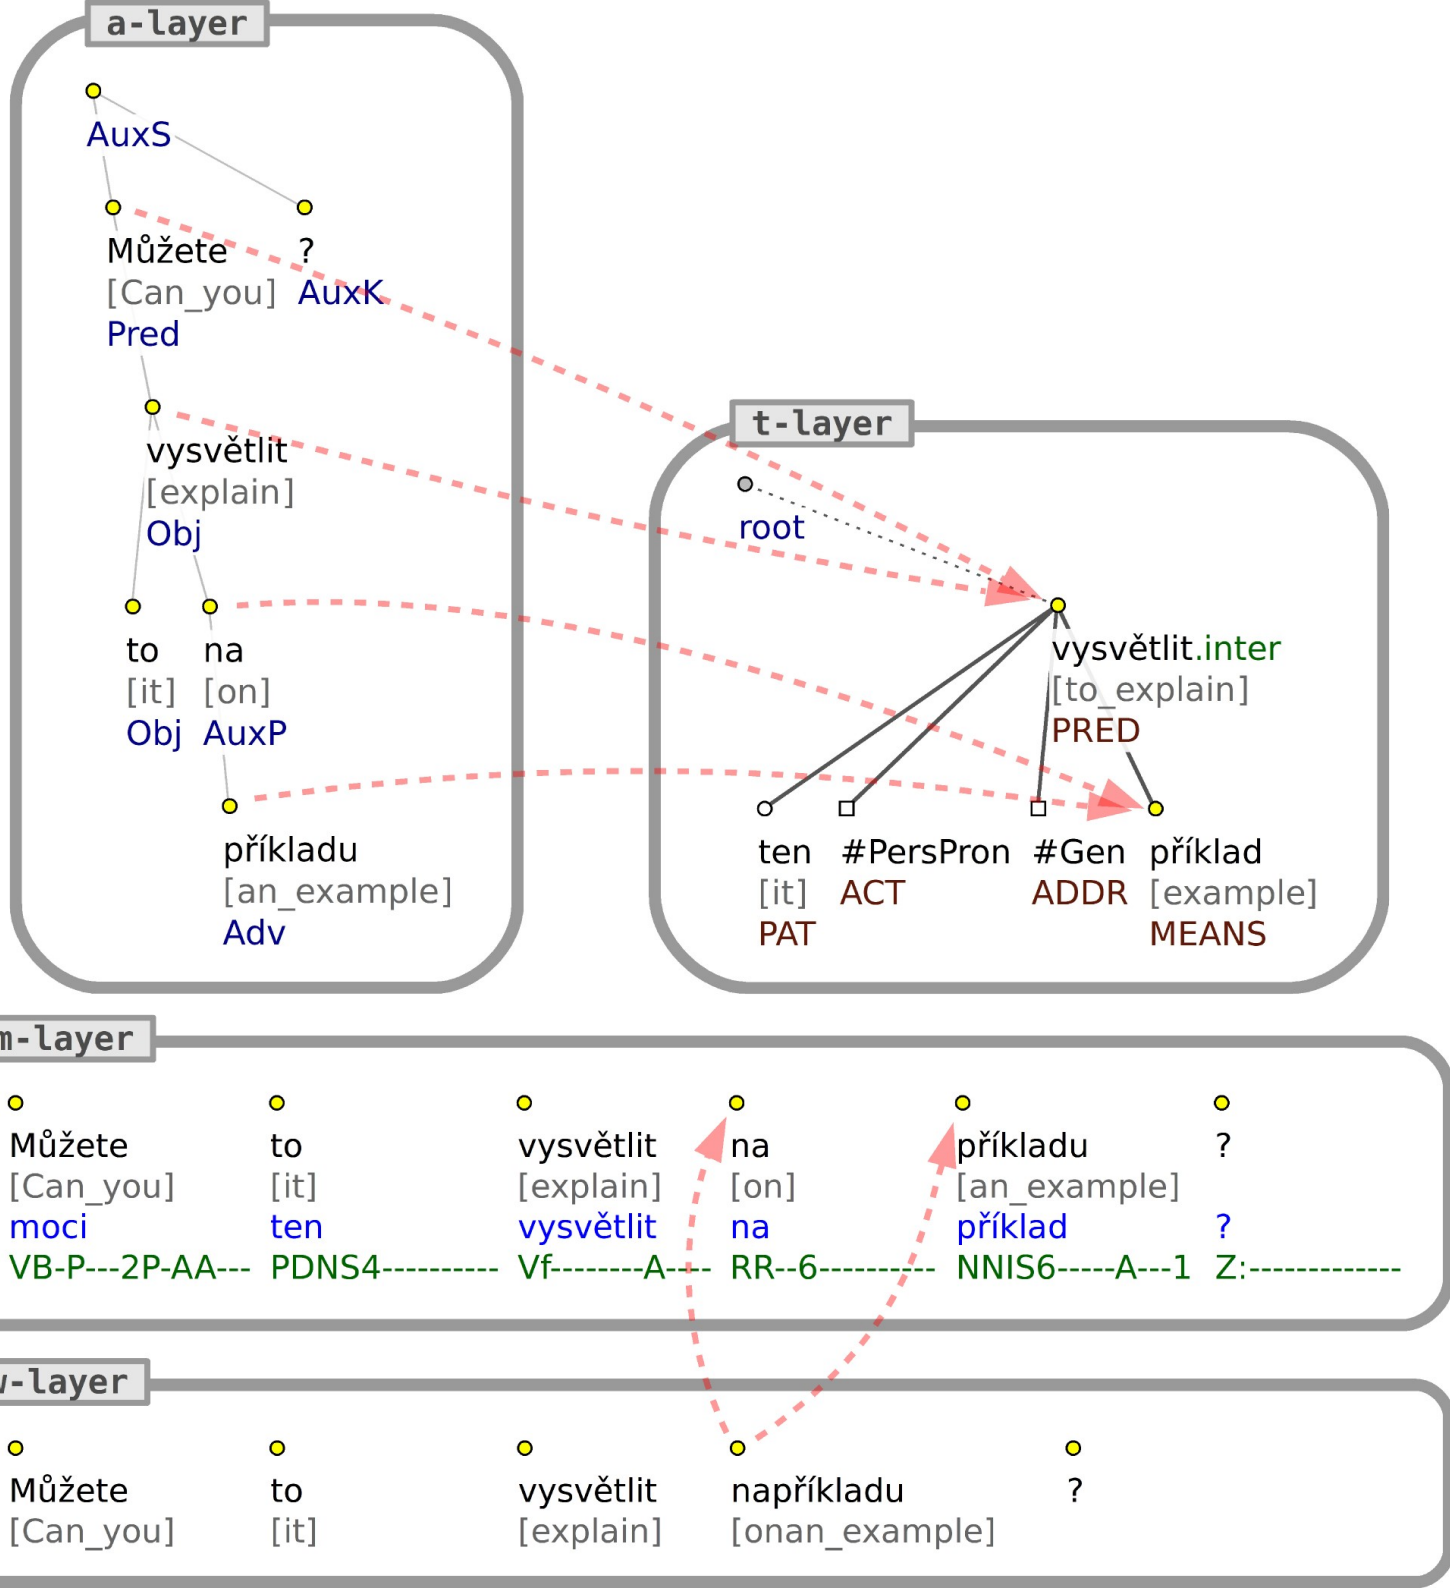 a-layer
AuxS
Můžete ?
[Can_you] AuxK
Pred
vysvětlit
[explain]
Obj
to na
[it] [on]
Obj AuxP
příkladu
[an_example]
Adv
t-layer
root
vysvětlit.inter
[to_explain]
PRED
ten #PersPron #Gen příklad
[it] ACT ADDR [example]
PAT MEANS
m-layer
Můžete to vysvětlit na příkladu ?
[Can_you] [it] [explain] [on] [an_example]
moci ten vysvětlit na příklad ?
VB-P---2P-AA--- PDNS4---------- Vf--------A---- RR--6---------- NNIS6-----A---1 Z:-------------
w-layer
Můžete to vysvětlit napříkladu ?
[Can_you] [it] [explain] [onan_example]